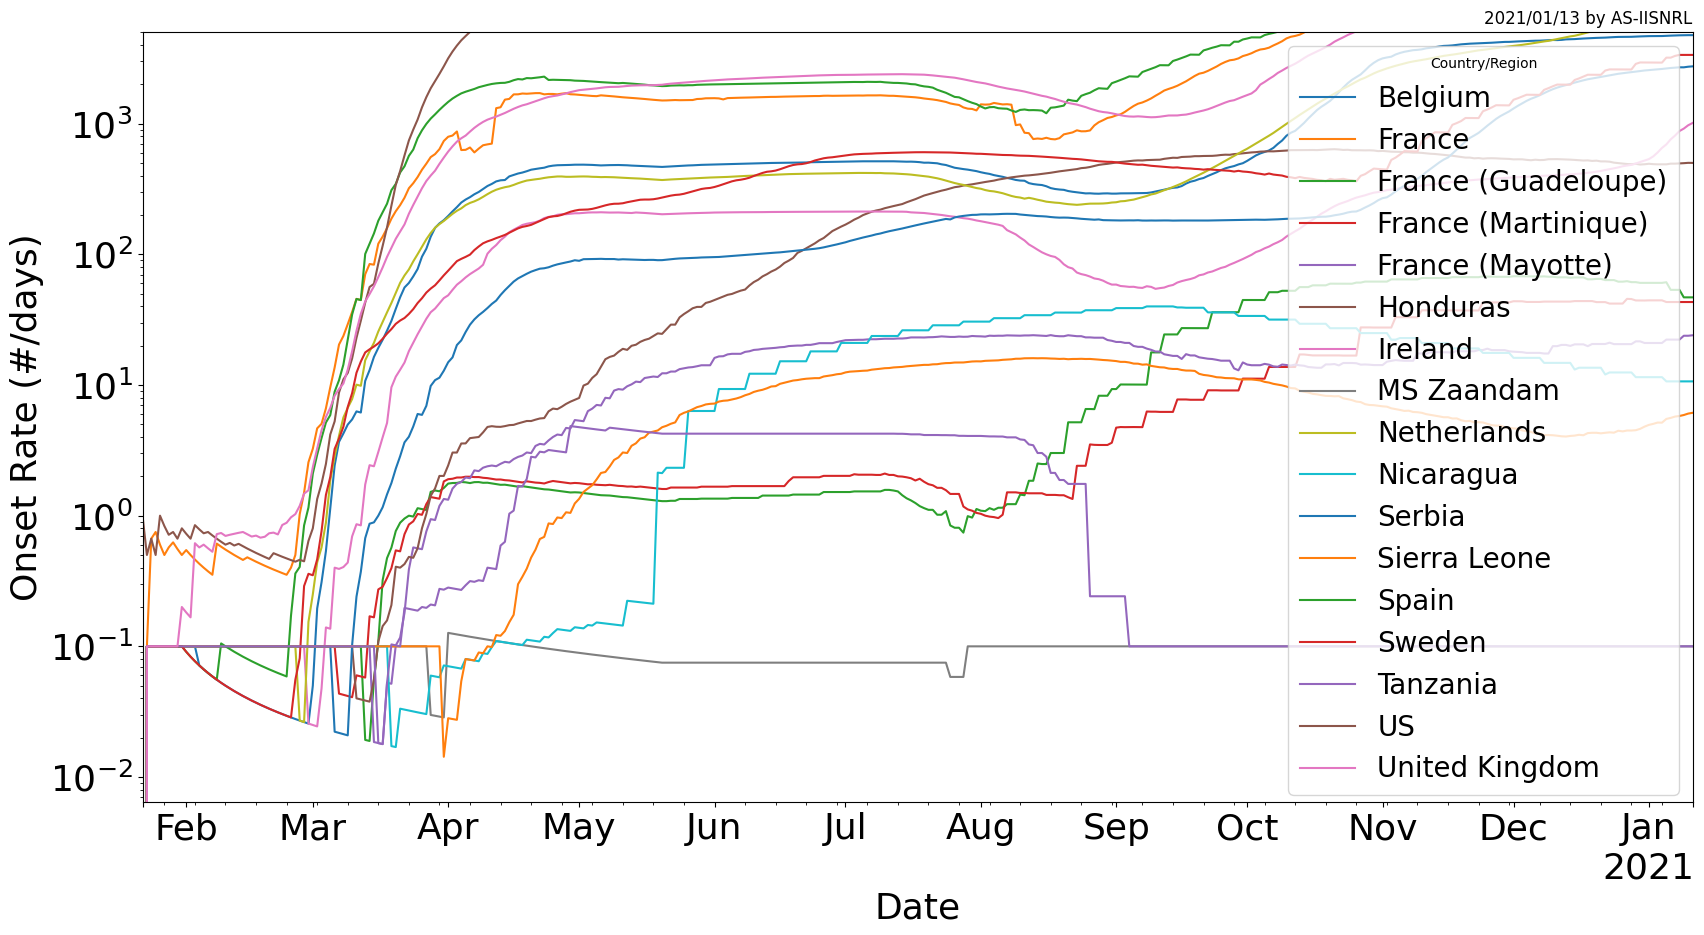 2021/01/13 by AS-IISNRL
Onset Rate (#/days)
10³
10²
10¹
10⁰
10⁻¹
10⁻²
Country/Region
Belgium
France
France (Guadeloupe)
France (Martinique)
France (Mayotte)
Honduras
Ireland
MS Zaandam
Netherlands
Nicaragua
Serbia
Sierra Leone
Spain
Sweden
Tanzania
US
United Kingdom
Feb Mar Apr May Jun Jul Aug Sep Oct Nov Dec Jan
2021
Date